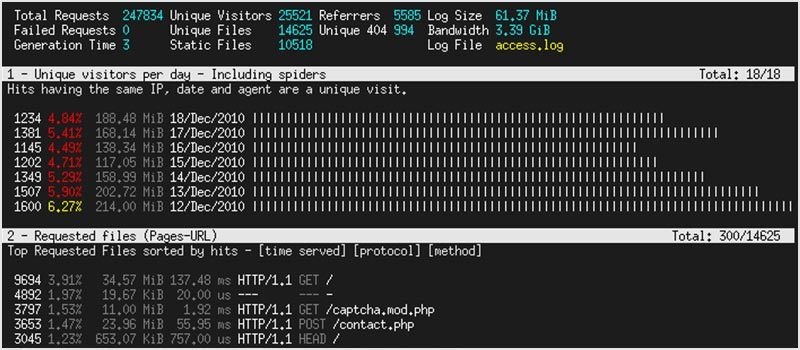 Total Requests 247834 Unique Visitors 25521 Referrers 5585 Log Size 61.37 MiB
Failed Requests 0 Unique Files 14625 Unique 404 994 Bandwidth 3.39 GiB
Generation Time 3 Static Files 10518 Log File access.log
1 - Unique visitors per day - Including spiders Total: 18/18
Hits having the same IP, date and agent are a unique visit.
1234 4.84% 188.48 MiB 18/Dec/2010
1381 5.41% 168.14 MiB 17/Dec/2010
1145 4.49% 138.34 MiB 16/Dec/2010
1202 4.71% 117.05 MiB 15/Dec/2010
1349 5.29% 158.99 MiB 14/Dec/2010
1507 5.90% 202.72 MiB 13/Dec/2010
1600 6.27% 214.00 MiB 12/Dec/2010
2 - Requested files (Pages-URL) Total: 300/14625
Top Requested Files sorted by hits - [time served] [protocol] [method]
9694 3.91% 34.57 MiB 137.48 ms HTTP/1.1 GET /
4892 1.97% 19.67 KiB 20.00 us --- --- -
3797 1.53% 11.00 MiB 1.92 ms HTTP/1.1 GET /captcha.mod.php
3653 1.47% 23.96 MiB 55.95 ms HTTP/1.1 POST /contact.php
3045 1.23% 653.07 KiB 757.00 us HTTP/1.1 HEAD /